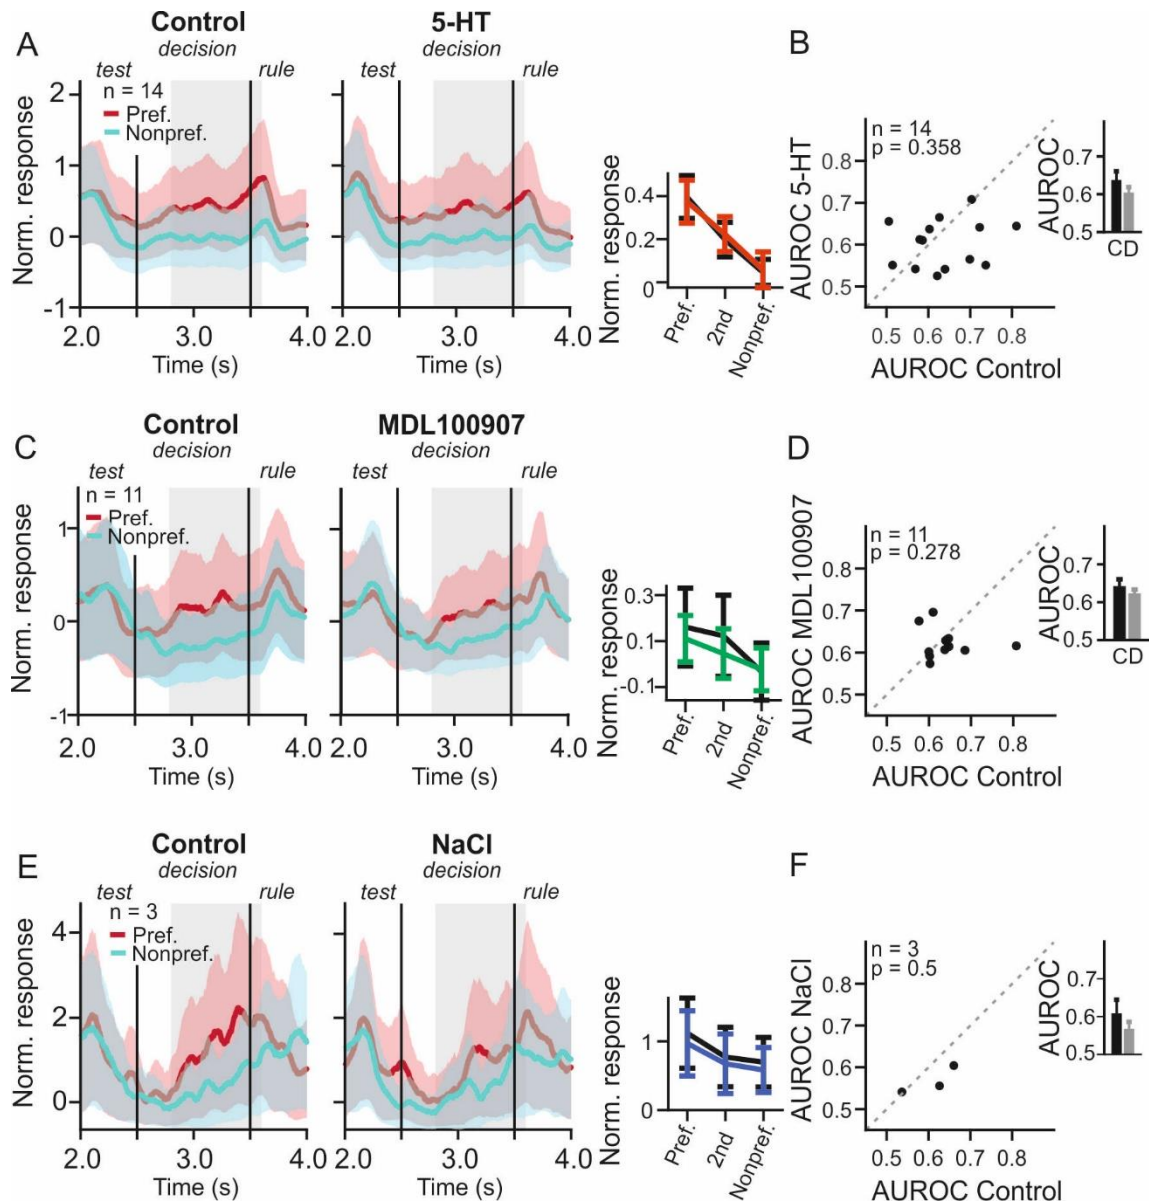 A
Control
decision
test
rule
n = 14
Pref.
Nonpref.
Norm. response
2
1
0
-1
2.0 3.0 4.0
Time (s)
5-HT
decision
test
rule
2.0 3.0 4.0
Time (s)
Norm. response
0.4
0.2
0
Pref.
2nd
Nonpref.
B
n = 14
p = 0.358
AUROC 5-HT
0.8
0.7
0.6
0.5
0.5 0.6 0.7 0.8
AUROC Control
AUROC
0.7
0.6
0.5
CD
C
Control
decision
test
rule
n = 11
Pref.
Nonpref.
Norm. response
1
0
-1
2.0 3.0 4.0
Time (s)
MDL100907
decision
test
rule
2.0 3.0 4.0
Time (s)
Norm. response
0.3
0.1
-0.1
Pref.
2nd
Nonpref.
D
n = 11
p = 0.278
AUROC MDL100907
0.8
0.7
0.6
0.5
0.5 0.6 0.7 0.8
AUROC Control
AUROC
0.7
0.6
0.5
CD
E
Control
decision
test
rule
n = 3
Pref.
Nonpref.
Norm. response
4
2
0
2.0 3.0 4.0
Time (s)
NaCl
decision
test
rule
2.0 3.0 4.0
Time (s)
Norm. response
1
0
Pref.
2nd
Nonpref.
F
n = 3
p = 0.5
AUROC NaCl
0.8
0.7
0.6
0.5
0.5 0.6 0.7 0.8
AUROC Control
AUROC
0.7
0.6
0.5